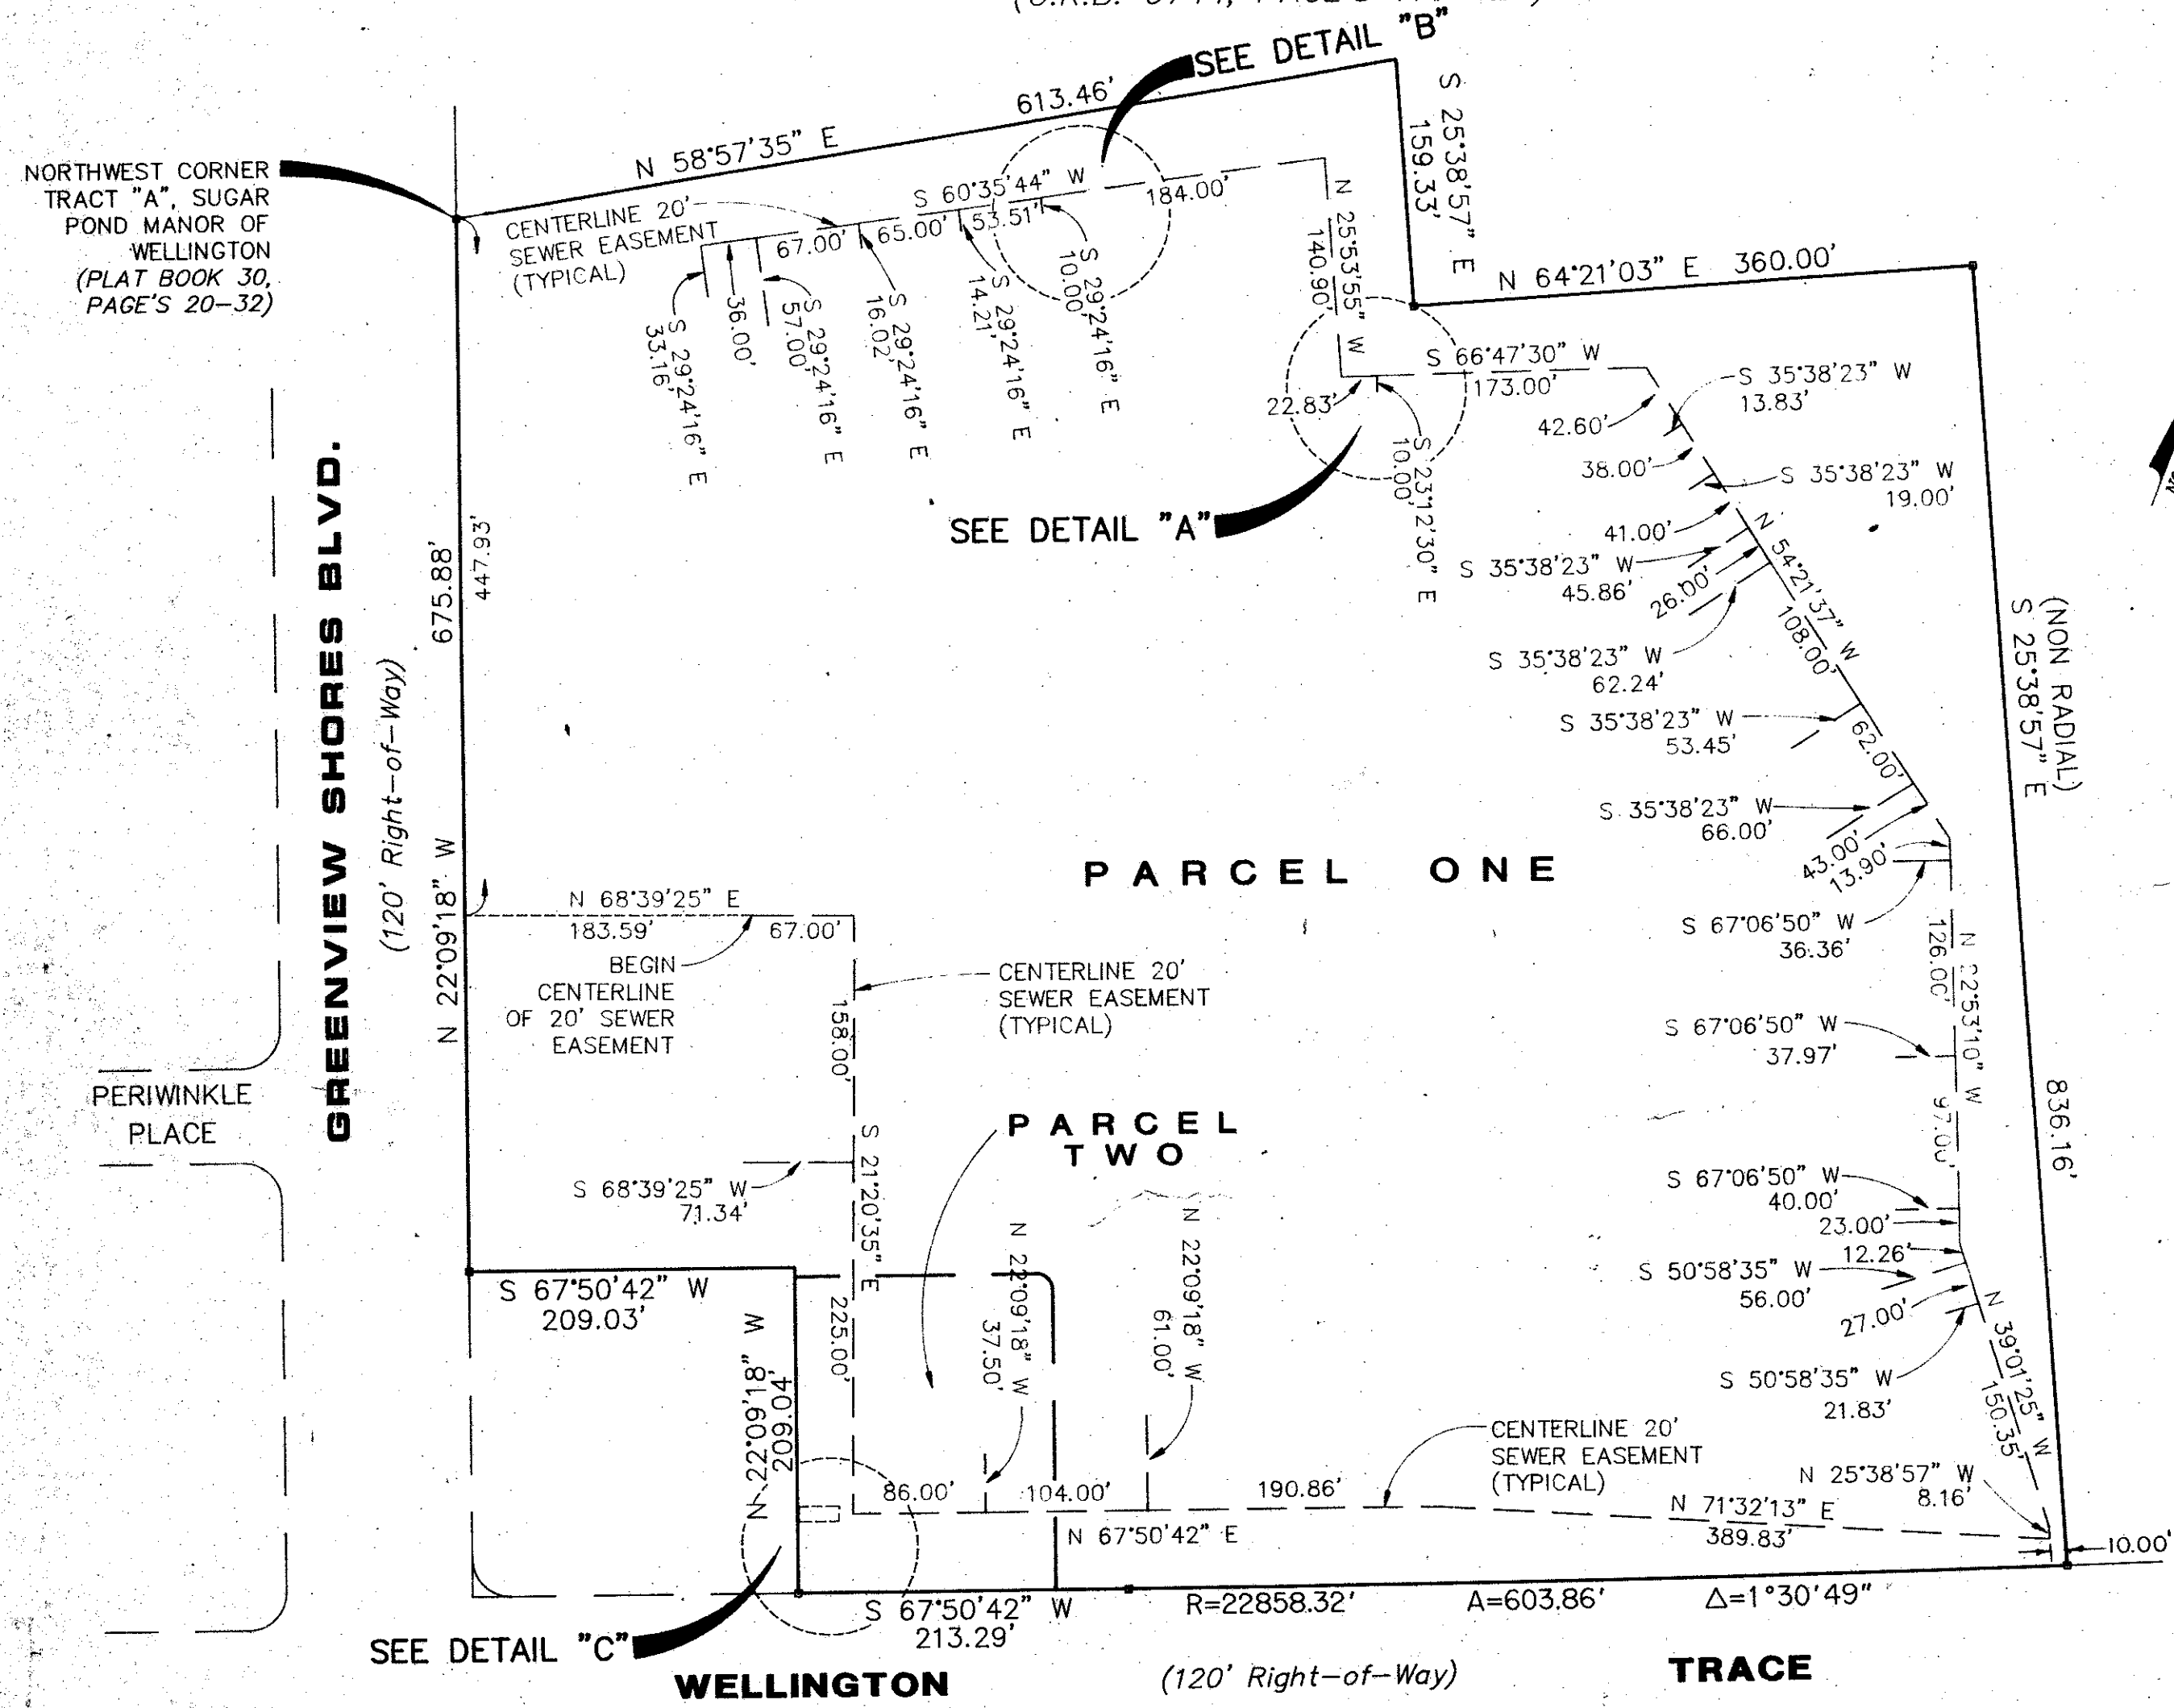 SEE DETAIL "B"
613.46'
N 58°57'35" E
S 25°38'57" E
159.33'
NORTHWEST CORNER
TRACT "A", SUGAR
POND MANOR OF
WELLINGTON
(PLAT BOOK 30,
PAGE'S 20-32)
CENTERLINE 20'
SEWER EASEMENT
(TYPICAL)
S 60°35'44" W
67.00'
65.00'
53.51'
184.00'
S 29°24'16" E
33.16'
36.00'
S 29°24'16" E
57.00'
S 29°24'16" E
16.02'
S 29°24'16" E
14.21'
S 29°24'16" E
10.00'
N 25°53'55" W
140.90'
N 64°21'03" E 360.00'
S 66°47'30" W
173.00'
22.83'
S 23°12'30" E
10.00'
SEE DETAIL "A"
S 35°38'23" W
13.83'
42.60'
38.00'
S 35°38'23" W
19.00'
41.00'
S 35°38'23" W
45.86'
26.00'
N 54°21'37" W
108.00'
S 35°38'23" W
62.24'
S 35°38'23" W
53.45'
62.00'
S 35°38'23" W
66.00'
43.00'
13.90'
S 67°06'50" W
36.36'
N 22°53'10" W
126.00'
S 67°06'50" W
37.97'
97.00'
S 67°06'50" W
40.00'
23.00'
12.26'
S 50°58'35" W
56.00'
27.00'
S 50°58'35" W
21.83'
N 39°01'25" W
150.35'
N 25°38'57" W
8.16'
10.00'
(NON RADIAL)
S 25°38'57" E
836.16'
GREENVIEW SHORES BLVD.
(120' Right-of-Way)
675.88'
447.93'
N 22°09'18" W
PERIWINKLE
PLACE
PARCEL ONE
N 68°39'25" E
183.59'
67.00'
BEGIN
CENTERLINE
OF 20' SEWER
EASEMENT
CENTERLINE 20'
SEWER EASEMENT
(TYPICAL)
158.00'
PARCEL
TWO
S 21°20'35" E
225.00'
S 68°39'25" W
71.34'
S 67°50'42" W
209.03'
N 22°09'18" W
209.04'
N 22°09'18" W
37.50'
N 22°09'18" W
61.00'
86.00'
104.00'
190.86'
CENTERLINE 20'
SEWER EASEMENT
(TYPICAL)
N 67°50'42" E
N 71°32'13" E
389.83'
S 67°50'42" W
213.29'
R=22858.32'
A=603.86'
Δ=1°30'49"
SEE DETAIL "C"
WELLINGTON
(120' Right-of-Way)
TRACE